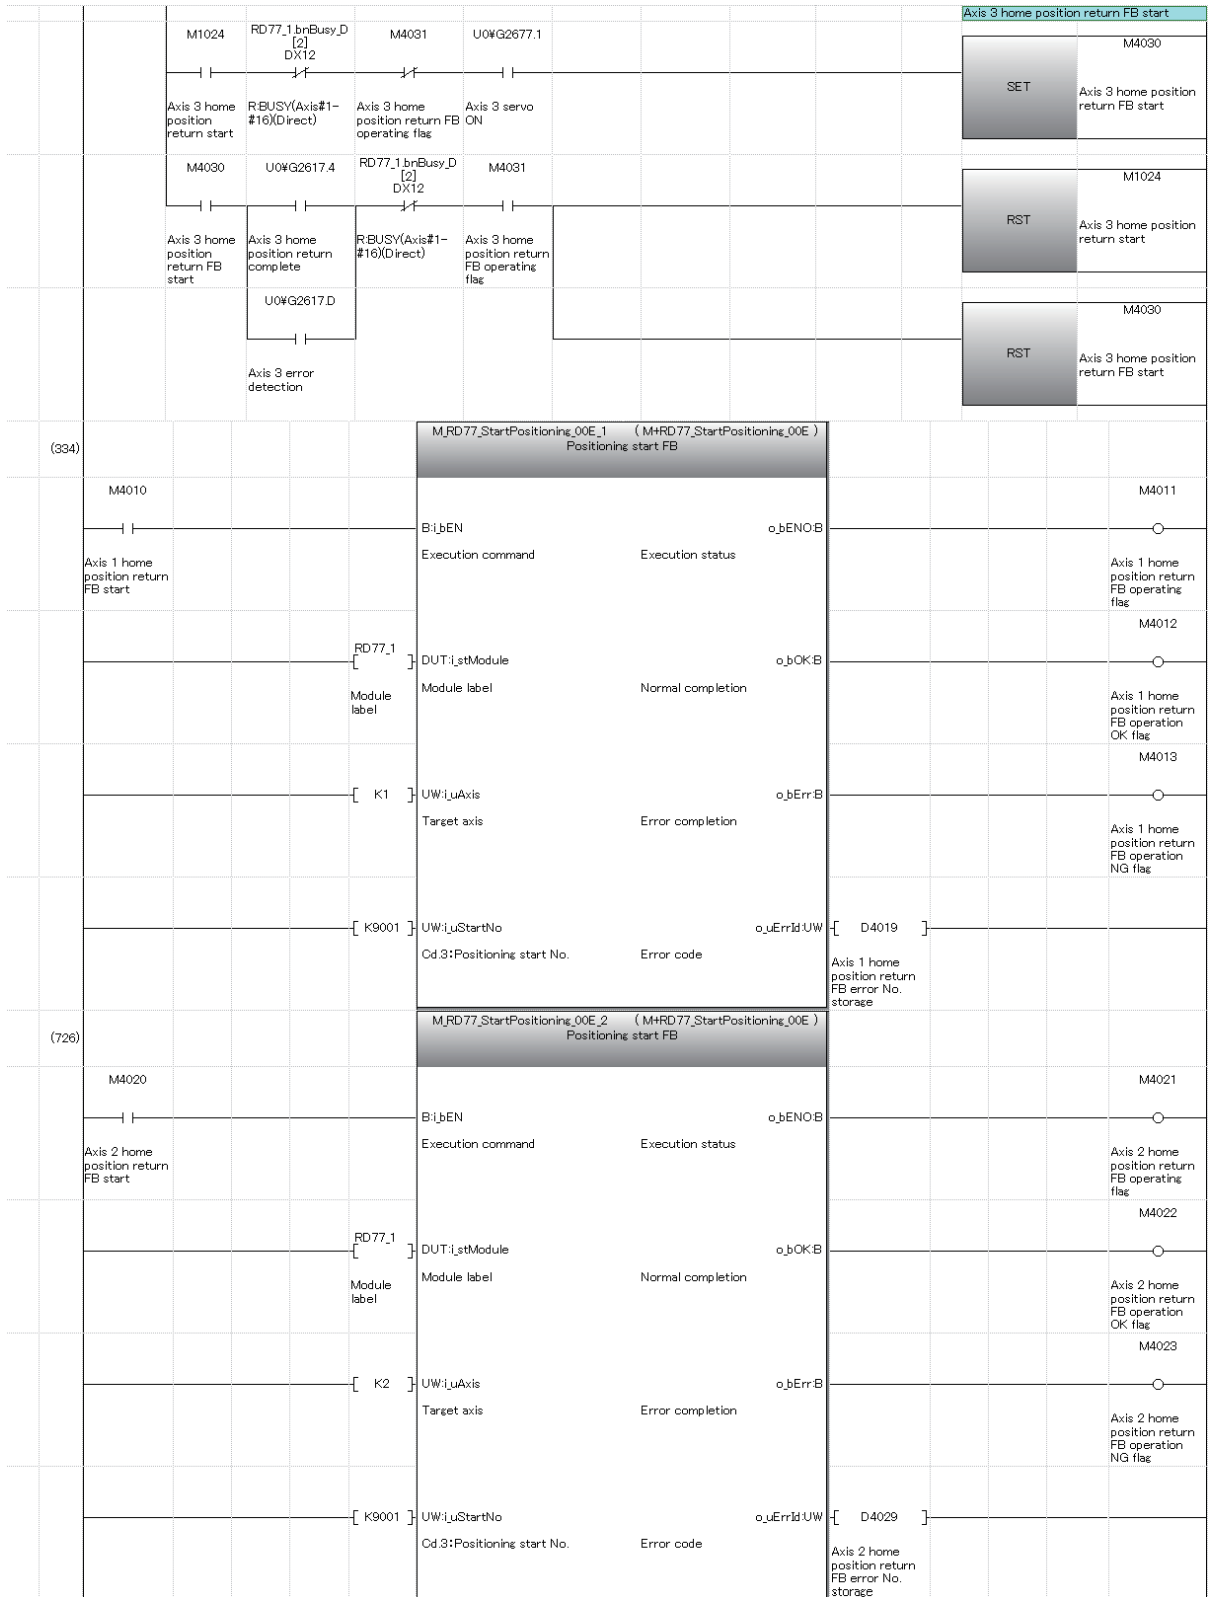 Axis 3 home position return FB start
M1024
RD77_1.bnBusy_D
[2]
DX12
M4031
U0¥G2677.1
M4030
SET
Axis 3 home
position
return start
R:BUSY(Axis#1-
#16)(Direct)
Axis 3 home
position return FB
operating flag
Axis 3 servo
ON
Axis 3 home position
return FB start
M4030
U0¥G2617.4
RD77_1.bnBusy_D
[2]
DX12
M4031
M1024
RST
Axis 3 home
position
return FB
start
Axis 3 home
position return
complete
R:BUSY(Axis#1-
#16)(Direct)
Axis 3 home
position return
FB operating
flag
Axis 3 home position
return start
U0¥G2617.D
M4030
RST
Axis 3 error
detection
Axis 3 home position
return FB start
(334)
M_RD77_StartPositioning_00E_1 ( M+RD77_StartPositioning_00E )
Positioning start FB
M4010
M4011
B:i_bEN
o_bENO:B
Execution command
Execution status
Axis 1 home
position return
FB start
Axis 1 home
position return
FB operating
flag
M4012
RD77_1
DUT:i_stModule
o_bOK:B
Module
label
Module label
Normal completion
Axis 1 home
position return
FB operation
OK flag
M4013
K1
UW:i_uAxis
o_bErr:B
Target axis
Error completion
Axis 1 home
position return
FB operation
NG flag
K9001
UW:i_uStartNo
o_uErrId:UW
D4019
Cd.3:Positioning start No.
Error code
Axis 1 home
position return
FB error No.
storage
(726)
M_RD77_StartPositioning_00E_2 ( M+RD77_StartPositioning_00E )
Positioning start FB
M4020
M4021
B:i_bEN
o_bENO:B
Execution command
Execution status
Axis 2 home
position return
FB start
Axis 2 home
position return
FB operating
flag
M4022
RD77_1
DUT:i_stModule
o_bOK:B
Module
label
Module label
Normal completion
Axis 2 home
position return
FB operation
OK flag
M4023
K2
UW:i_uAxis
o_bErr:B
Target axis
Error completion
Axis 2 home
position return
FB operation
NG flag
K9001
UW:i_uStartNo
o_uErrId:UW
D4029
Cd.3:Positioning start No.
Error code
Axis 2 home
position return
FB error No.
storage